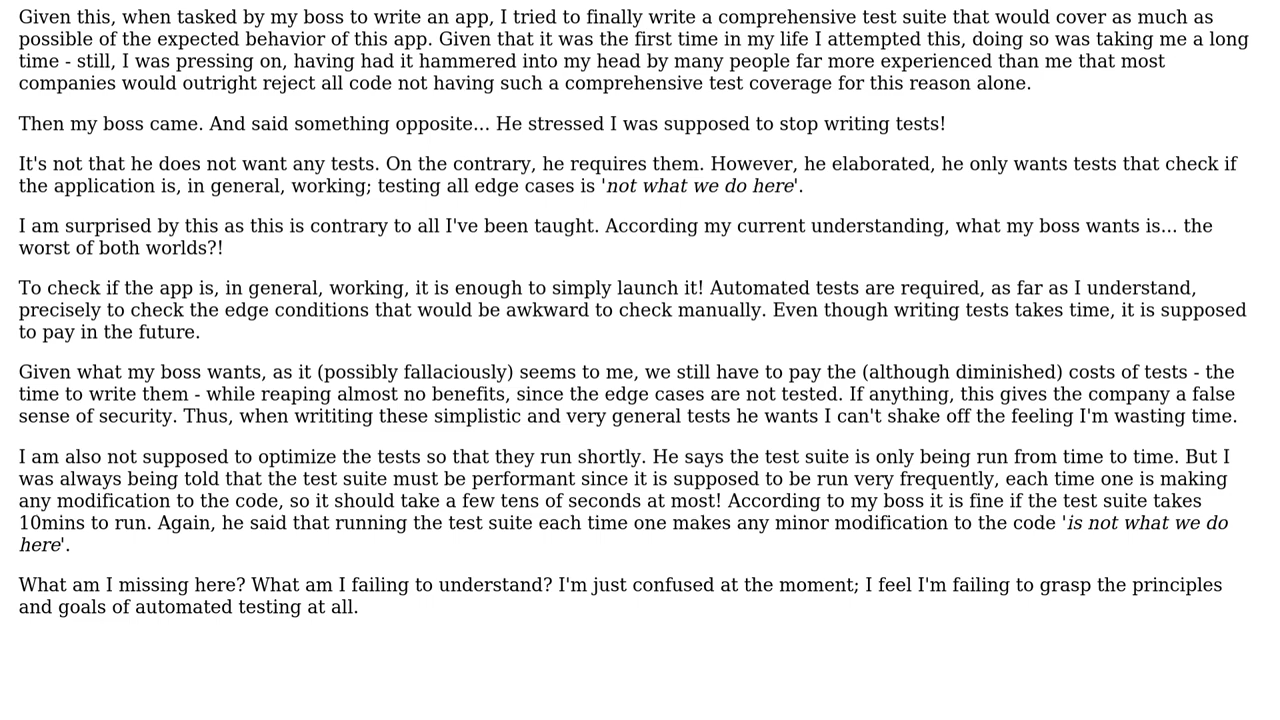 Given this, when tasked by my boss to write an app, I tried to finally write a comprehensive test suite that would cover as much as
possible of the expected behavior of this app. Given that it was the first time in my life I attempted this, doing so was taking me a long
time - still, I was pressing on, having had it hammered into my head by many people far more experienced than me that most
companies would outright reject all code not having such a comprehensive test coverage for this reason alone.
Then my boss came. And said something opposite... He stressed I was supposed to stop writing tests!
It's not that he does not want any tests. On the contrary, he requires them. However, he elaborated, he only wants tests that check if
the application is, in general, working; testing all edge cases is 'not what we do here'.
I am surprised by this as this is contrary to all I've been taught. According my current understanding, what my boss wants is... the
worst of both worlds?!
To check if the app is, in general, working, it is enough to simply launch it! Automated tests are required, as far as I understand,
precisely to check the edge conditions that would be awkward to check manually. Even though writing tests takes time, it is supposed
to pay in the future.
Given what my boss wants, as it (possibly fallaciously) seems to me, we still have to pay the (although diminished) costs of tests - the
time to write them - while reaping almost no benefits, since the edge cases are not tested. If anything, this gives the company a false
sense of security. Thus, when writiting these simplistic and very general tests he wants I can't shake off the feeling I'm wasting time.
I am also not supposed to optimize the tests so that they run shortly. He says the test suite is only being run from time to time. But I
was always being told that the test suite must be performant since it is supposed to be run very frequently, each time one is making
any modification to the code, so it should take a few tens of seconds at most! According to my boss it is fine if the test suite takes
10mins to run. Again, he said that running the test suite each time one makes any minor modification to the code 'is not what we do
here'.
What am I missing here? What am I failing to understand? I'm just confused at the moment; I feel I'm failing to grasp the principles
and goals of automated testing at all.